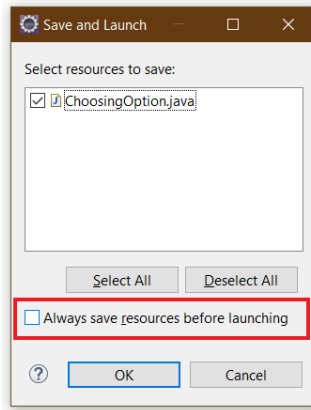 Save and Launch
Select resources to save:
ChoosingOption.java
Select All Deselect All
Always save resources before launching
OK Cancel